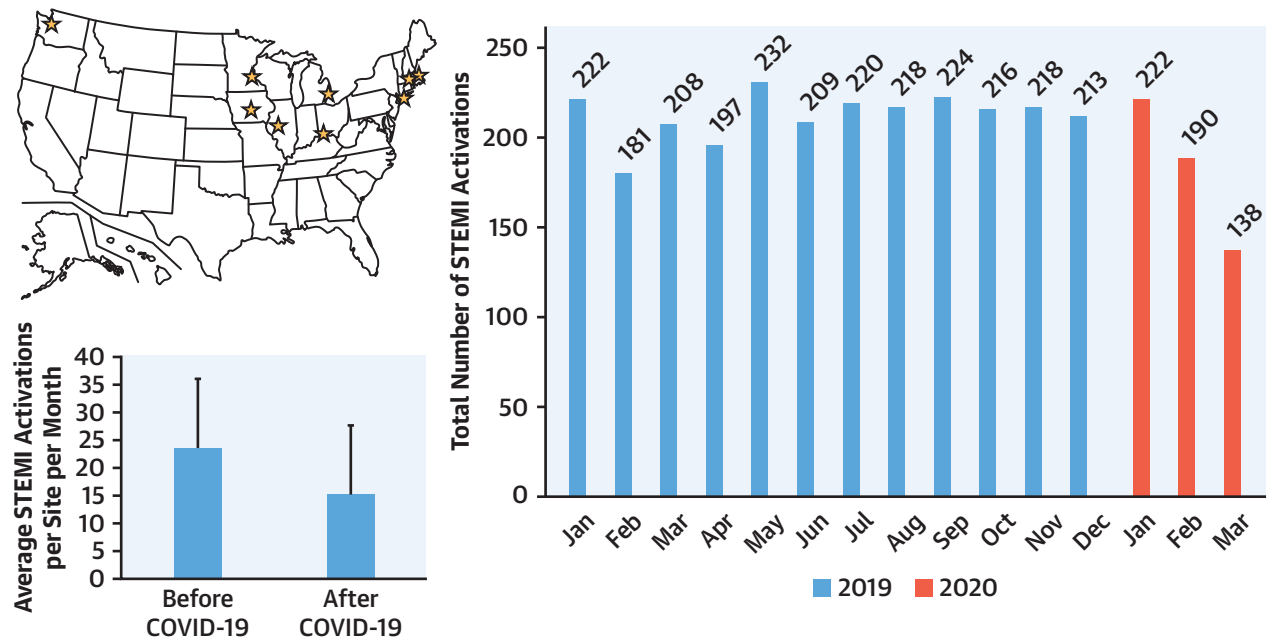 Average STEMI Activations
per Site per Month
40
35
30
25
20
15
10
5
0
Before
COVID-19
After
COVID-19
Total Number of STEMI Activations
250
200
150
100
50
0
222
181
208
197
232
209
220
218
224
216
218
213
222
190
138
Jan
Feb
Mar
Apr
May
Jun
Jul
Aug
Sep
Oct
Nov
Dec
Jan
Feb
Mar
2019
2020